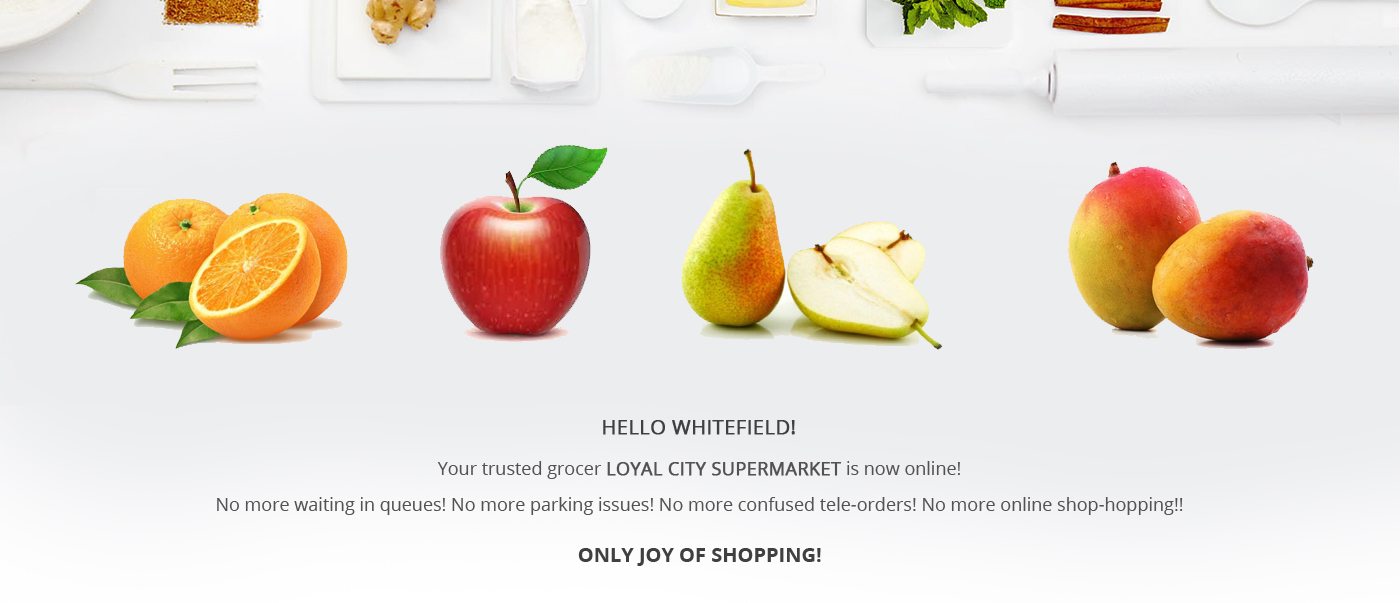 HELLO WHITEFIELD!
Your trusted grocer LOYAL CITY SUPERMARKET is now online!
No more waiting in queues! No more parking issues! No more confused tele-orders! No more online shop-hopping!!
ONLY JOY OF SHOPPING!